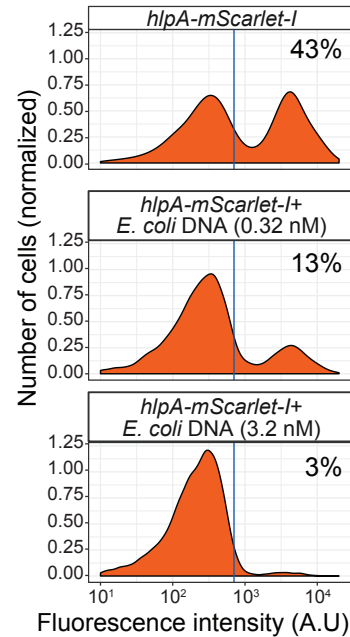 hlpA-mScarlet-I
43%
1.25
1.00
0.75
0.50
0.25
0.00
hlpA-mScarlet-I+
E. coli DNA (0.32 nM)
13%
1.25
1.00
0.75
0.50
0.25
0.00
hlpA-mScarlet-I+
E. coli DNA (3.2 nM)
3%
1.25
1.00
0.75
0.50
0.25
0.00
Number of cells (normalized)
10¹ 10² 10³ 10⁴
Fluorescence intensity (A.U)